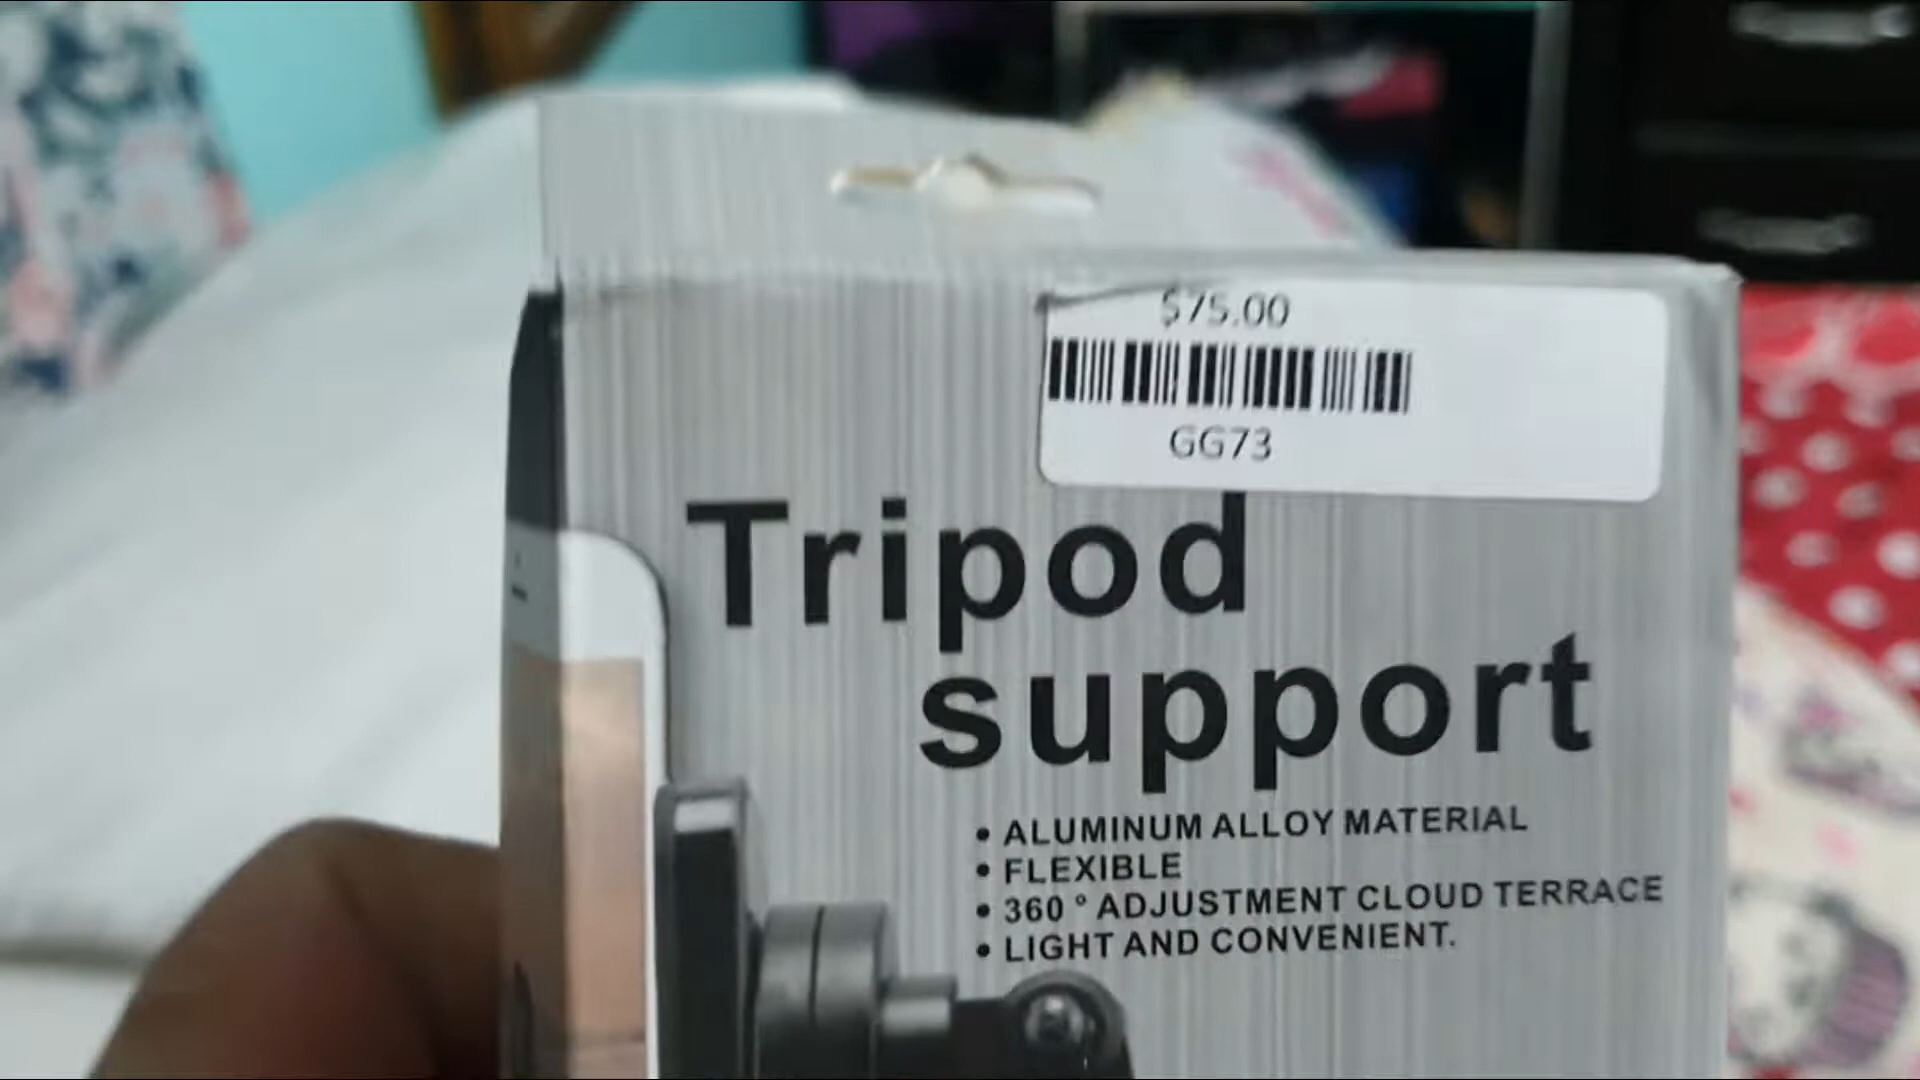 $75.00
GG73
Tripod
support
• ALUMINUM ALLOY MATERIAL
• FLEXIBLE
• 360 ° ADJUSTMENT CLOUD TERRACE
• LIGHT AND CONVENIENT.